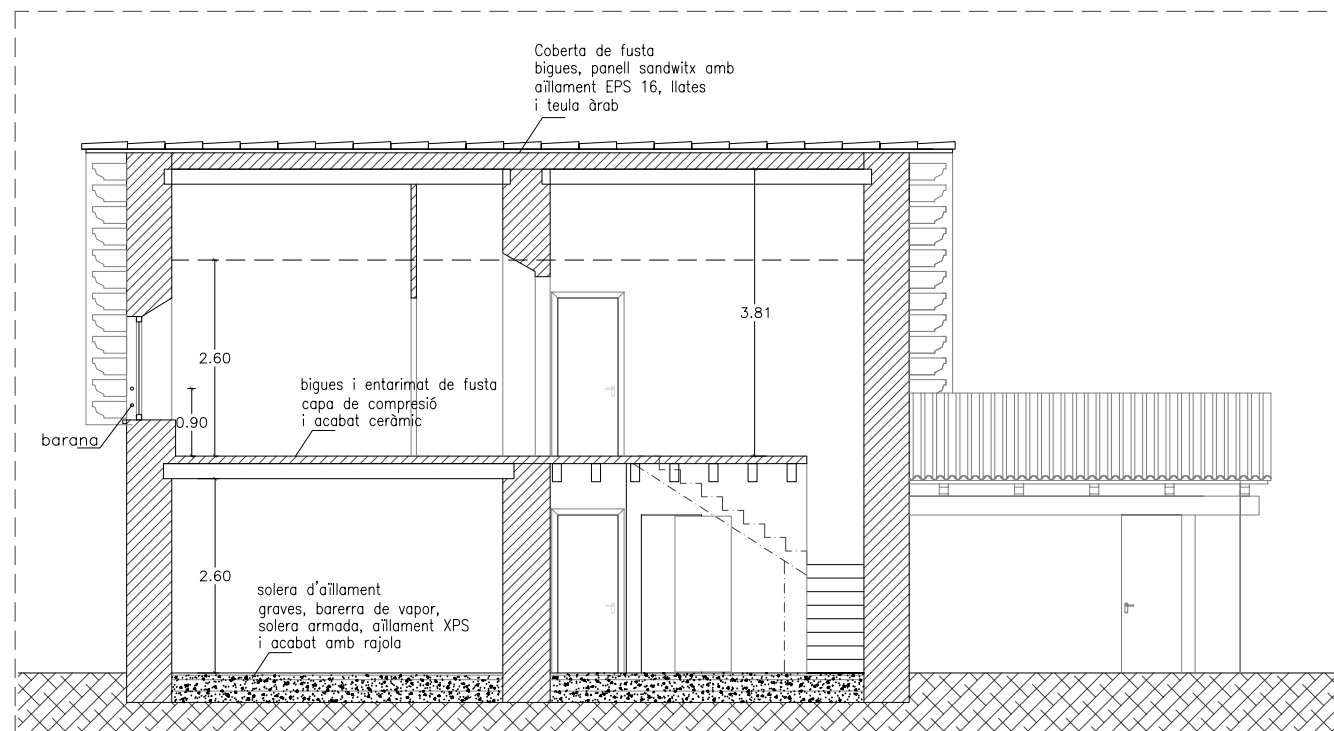 Coberta de fusta
bigues, panell sandwitx amb
aïllament EPS 16, llates
i teula àrab
3.81
2.60
bigues i entarimat de fusta
capa de compresió
i acabat ceràmic
0.90
barana
2.60
solera d'aïllament
graves, barerra de vapor,
solera armada, aïllament XPS
i acabat amb rajola